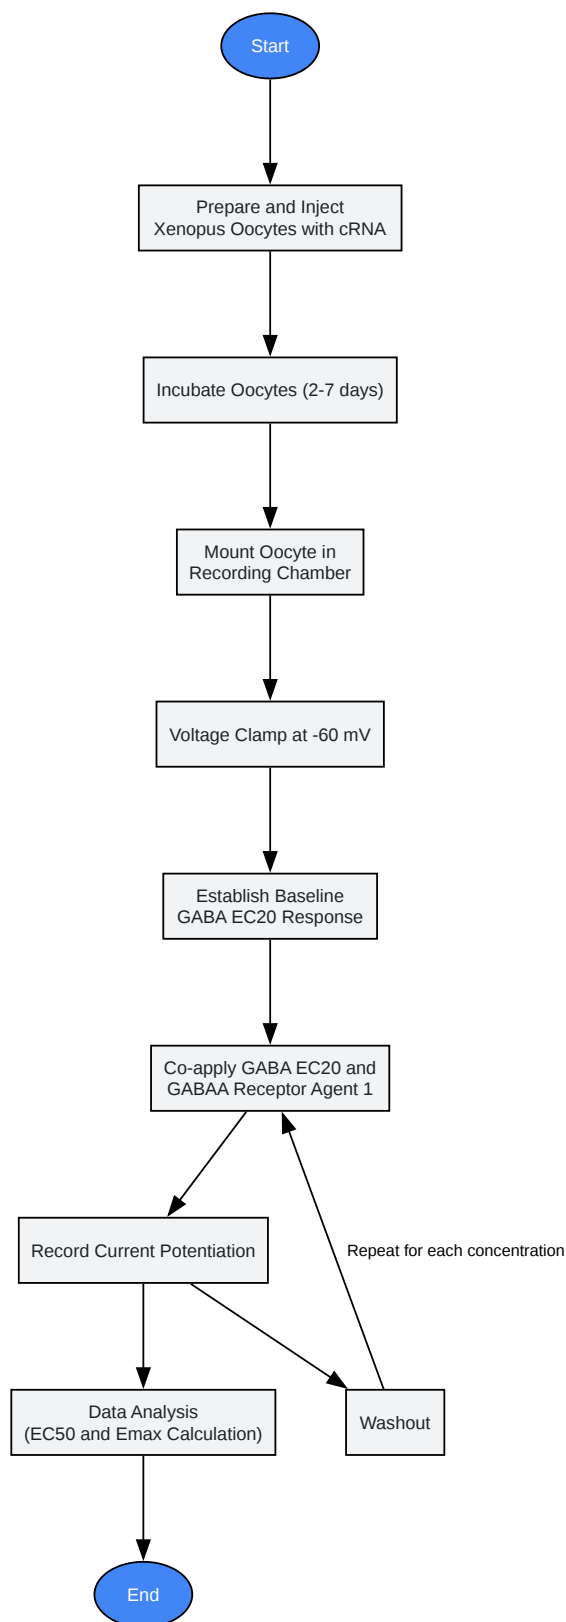 Start
Prepare and Inject
Xenopus Oocytes with cRNA
Incubate Oocytes (2-7 days)
Mount Oocyte in
Recording Chamber
Voltage Clamp at -60 mV
Establish Baseline
GABA EC20 Response
Co-apply GABA EC20 and
GABAA Receptor Agent 1
Record Current Potentiation
Repeat for each concentration
Data Analysis
(EC50 and Emax Calculation)
Washout
End